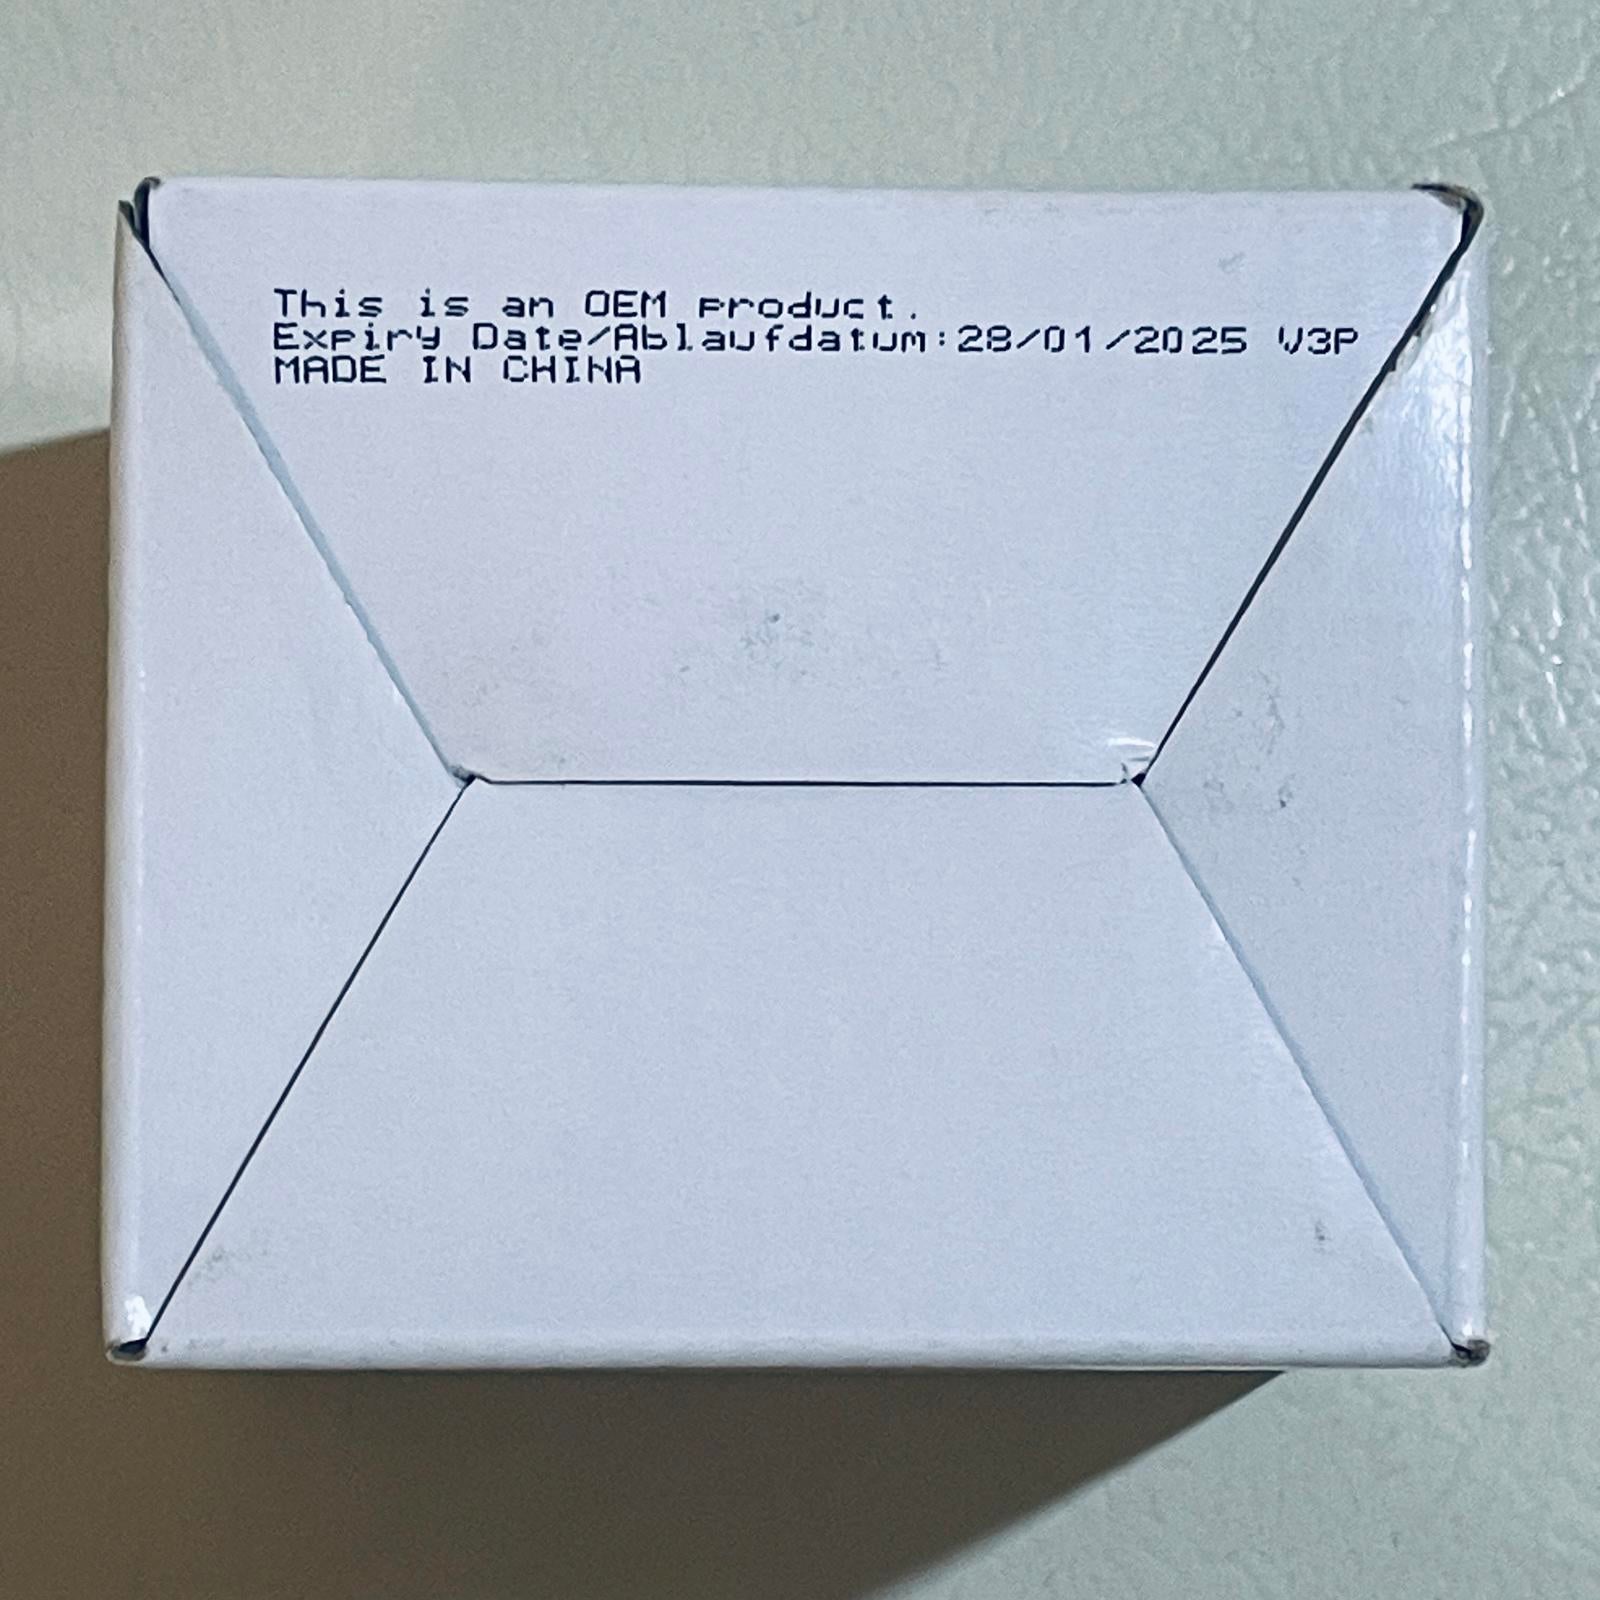 This is an OEM product.
Expiry Date/Ablaufdatum:28/01/2025 V3P
MADE IN CHINA